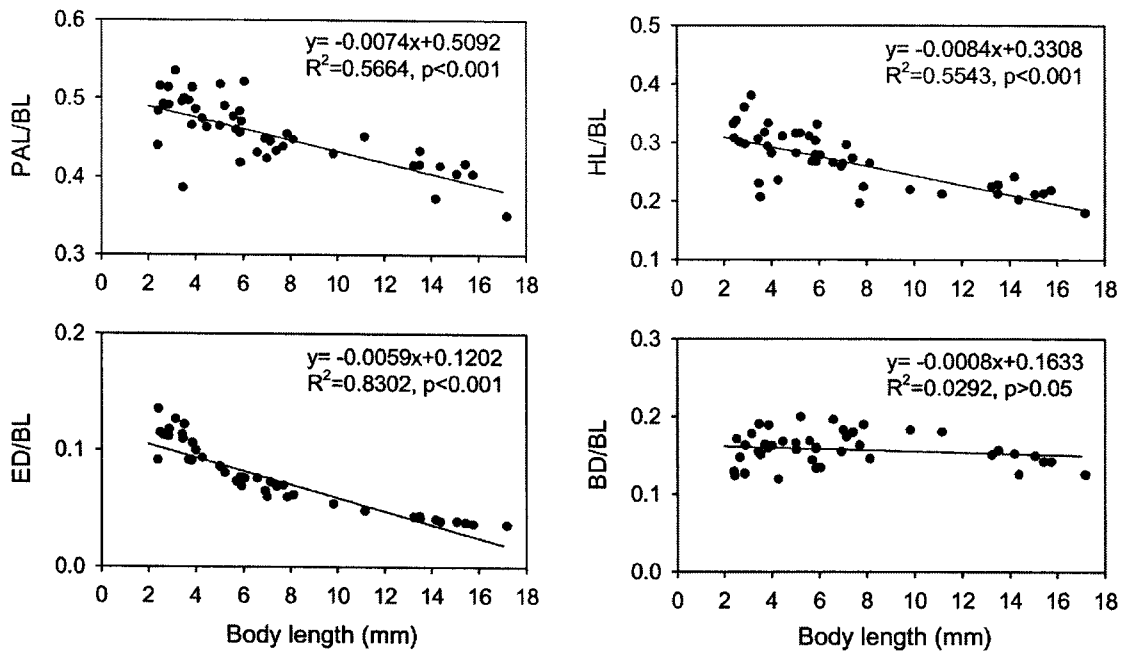 0.6
0.5
0.4
0.3
PAL/BL
y= -0.0074x+0.5092
R²=0.5664, p<0.001
0 2 4 6 8 10 12 14 16 18
0.5
0.4
0.3
0.2
0.1
HL/BL
y= -0.0084x+0.3308
R²=0.5543, p<0.001
0 2 4 6 8 10 12 14 16 18
0.2
0.1
0.0
ED/BL
y= -0.0059x+0.1202
R²=0.8302, p<0.001
0 2 4 6 8 10 12 14 16 18
Body length (mm)
0.3
0.2
0.1
0.0
BD/BL
y= -0.0008x+0.1633
R²=0.0292, p>0.05
0 2 4 6 8 10 12 14 16 18
Body length (mm)